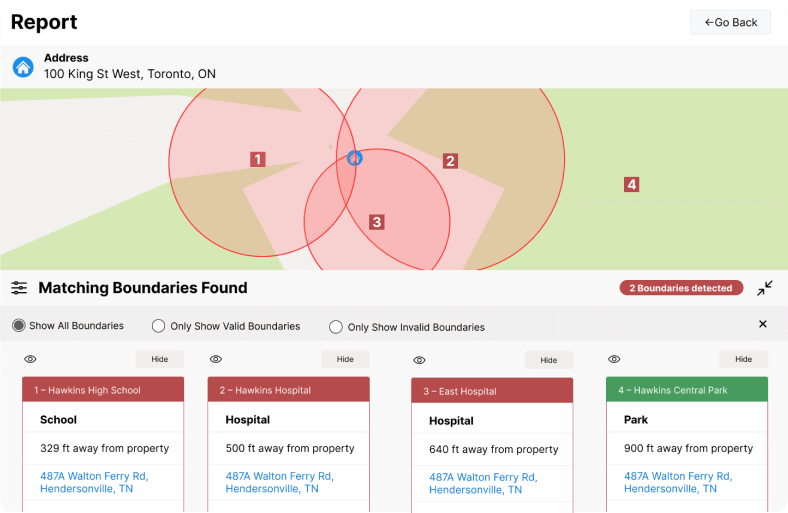 Report
←Go Back
Address
100 King St West, Toronto, ON
1
2
4
3
Matching Boundaries Found
2 Boundaries detected
Show All Boundaries
Only Show Valid Boundaries
Only Show Invalid Boundaries
Hide
Hide
Hide
Hide
1 – Hawkins High School
School
329 ft away from property
487A Walton Ferry Rd,
Hendersonville, TN
2 – Hawkins Hospital
Hospital
500 ft away from property
487A Walton Ferry Rd,
Hendersonville, TN
3 – East Hospital
Hospital
640 ft away from property
487A Walton Ferry Rd,
Hendersonville, TN
4 – Hawkins Central Park
Park
900 ft away from property
487A Walton Ferry Rd,
Hendersonville, TN